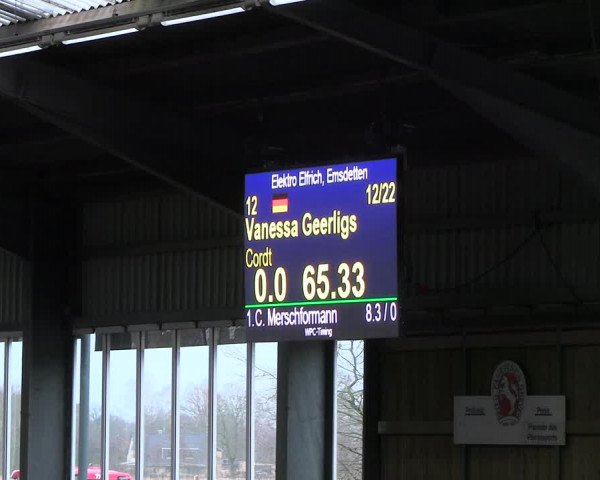 Elektro Elfrich, Emsdetten
12 12/22
Vanessa Geerligs
Cordt
0.0 65.33
1.C. Merschformann 8.3 / 0
WPC-Timing